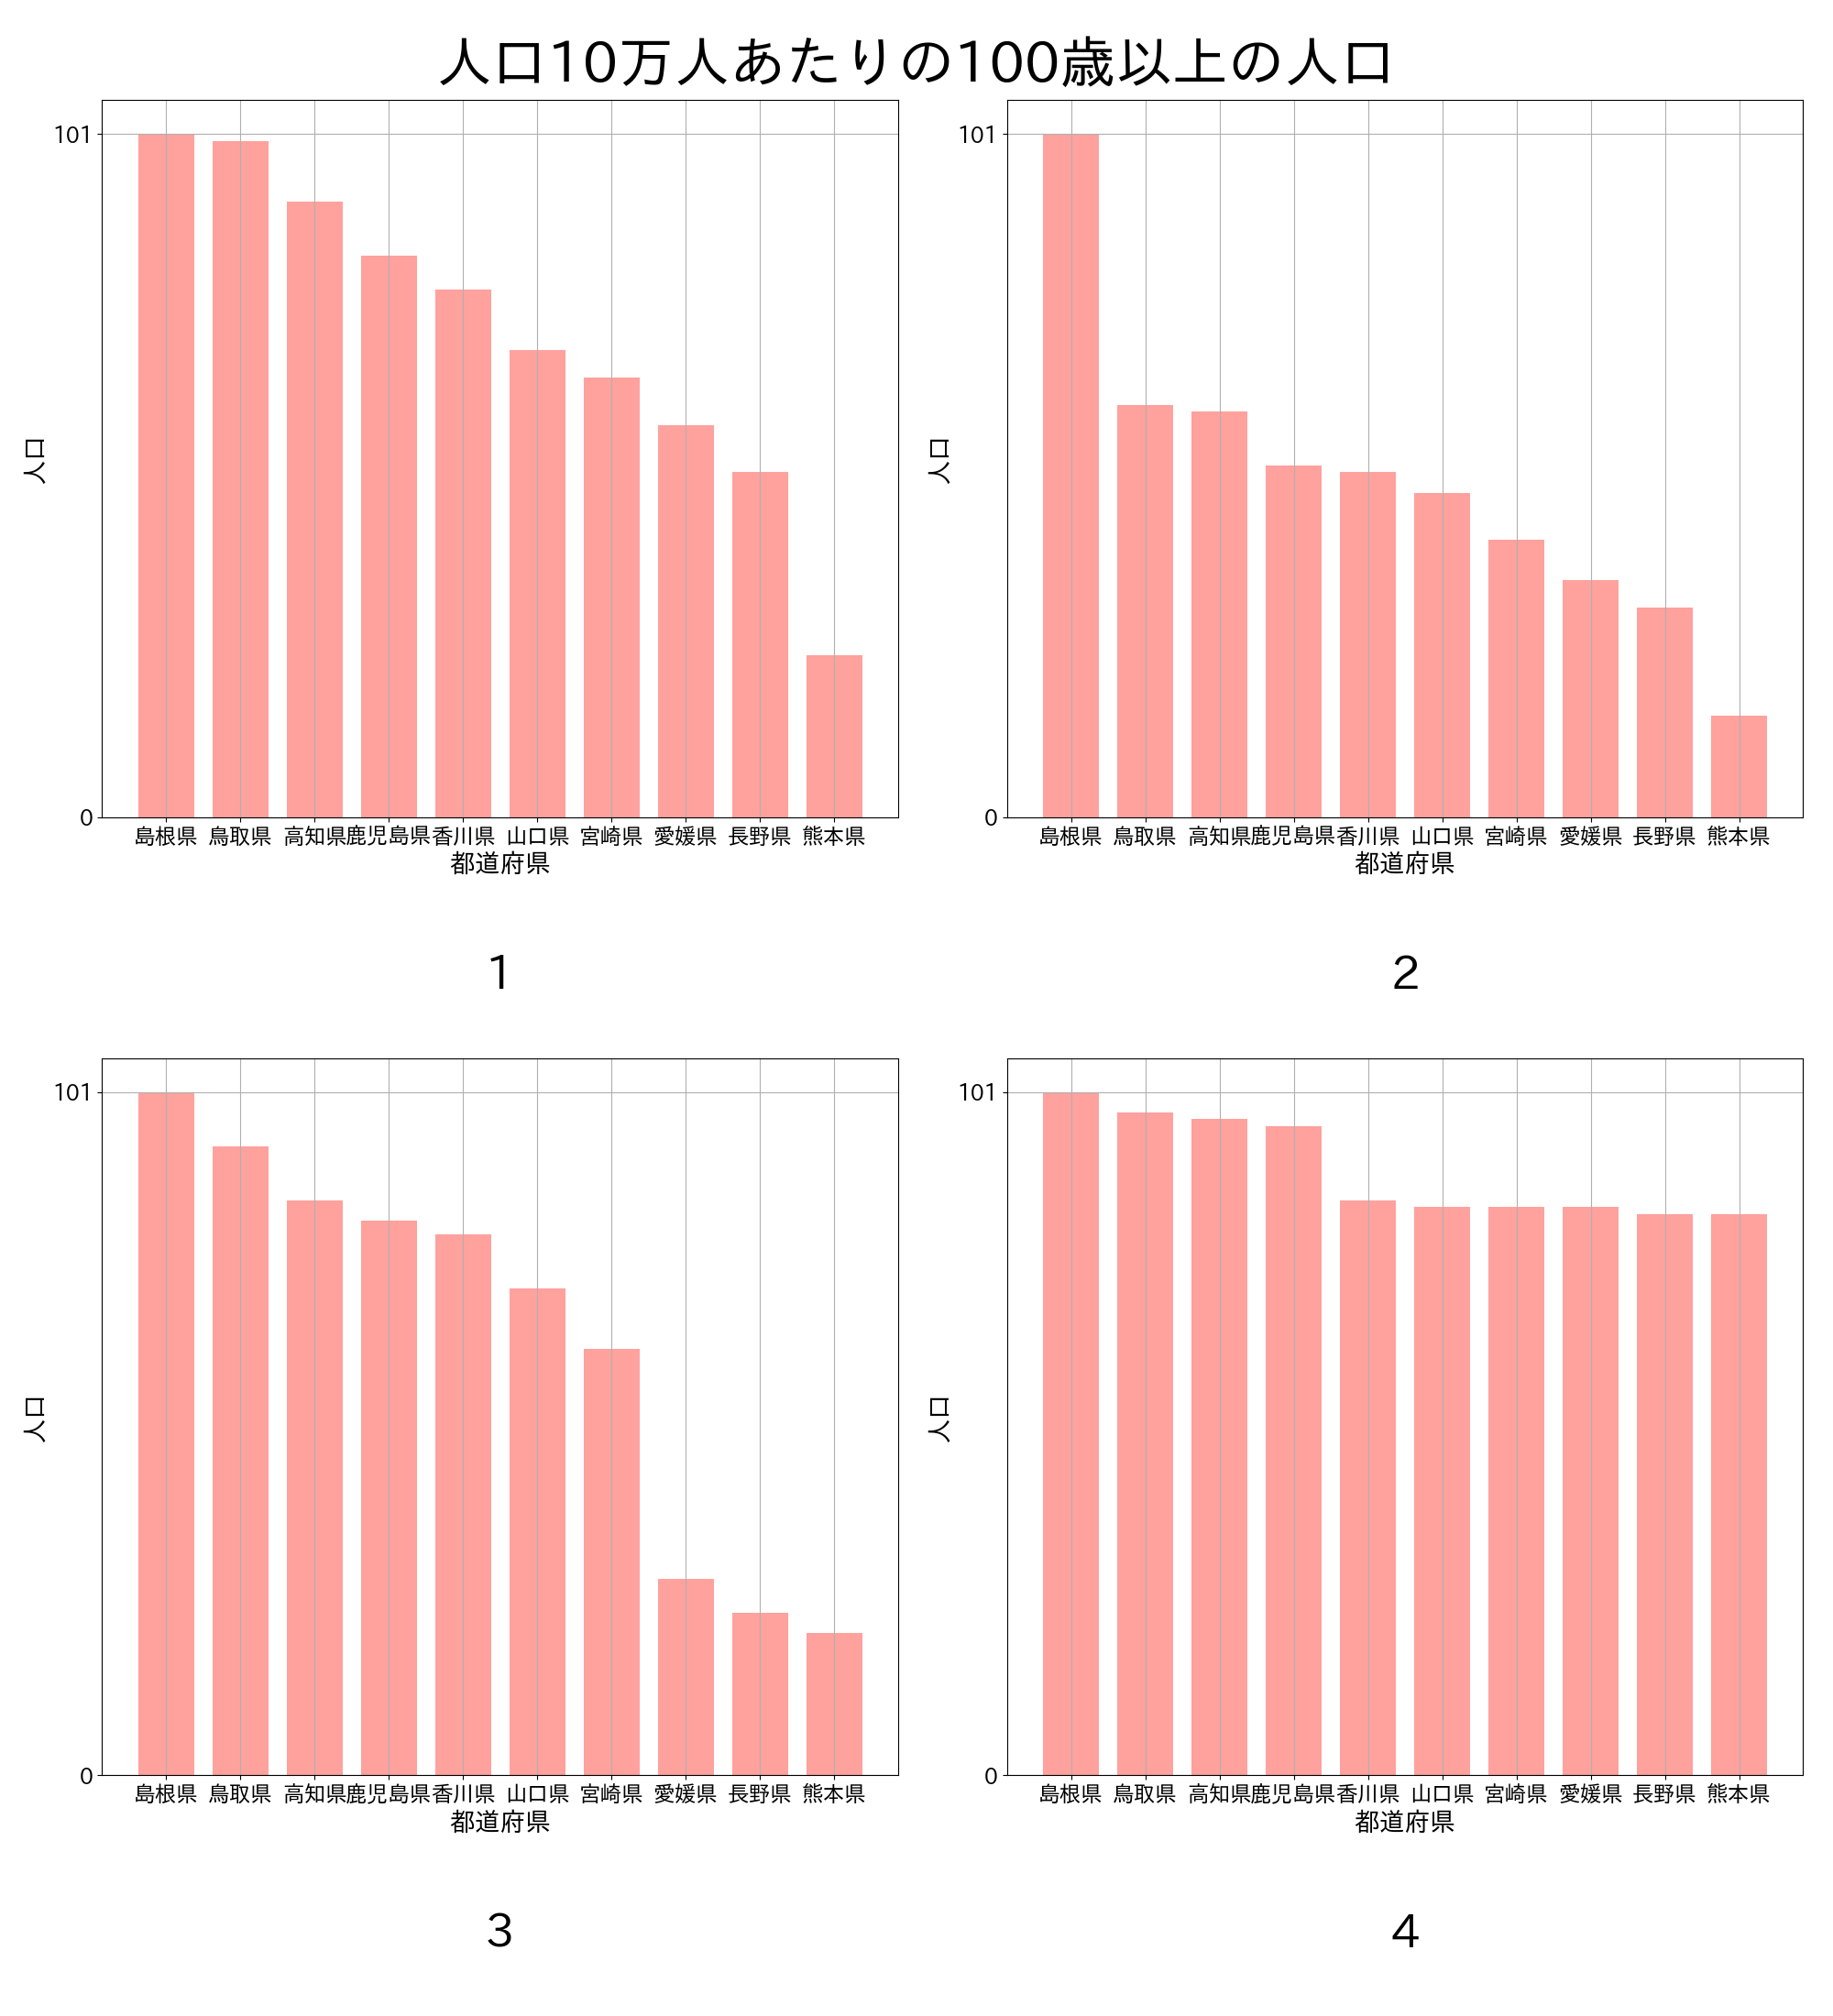 人口10万人あたりの100歳以上の人口
101
0
人口
島根県 鳥取県 高知県 鹿児島県 香川県 山口県 宮崎県 愛媛県 長野県 熊本県
都道府県
1
101
0
人口
島根県 鳥取県 高知県 鹿児島県 香川県 山口県 宮崎県 愛媛県 長野県 熊本県
都道府県
2
101
0
人口
島根県 鳥取県 高知県 鹿児島県 香川県 山口県 宮崎県 愛媛県 長野県 熊本県
都道府県
3
101
0
人口
島根県 鳥取県 高知県 鹿児島県 香川県 山口県 宮崎県 愛媛県 長野県 熊本県
都道府県
4